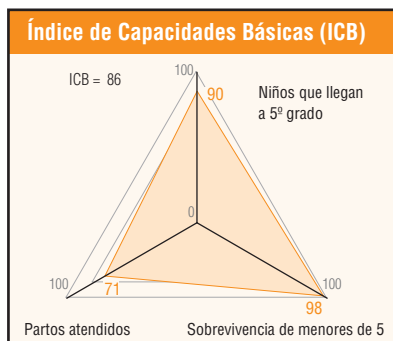 Índice de Capacidades Básicas (ICB)
ICB = 86
100
90
Niños que llegan
a 5º grado
0
100
71
100
98
Partos atendidos
Sobrevivencia de menores de 5